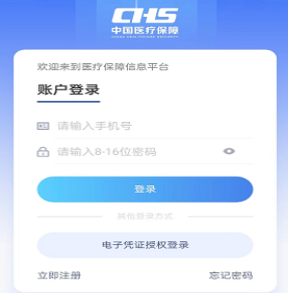 CHS
中国医疗保障
CHINA HEALTHCARE SECURITY
欢迎来到医疗保障信息平台
账户登录
请输入手机号
请输入8-16位密码
登录
其他登录方式
电子凭证授权登录
立即注册 忘记密码